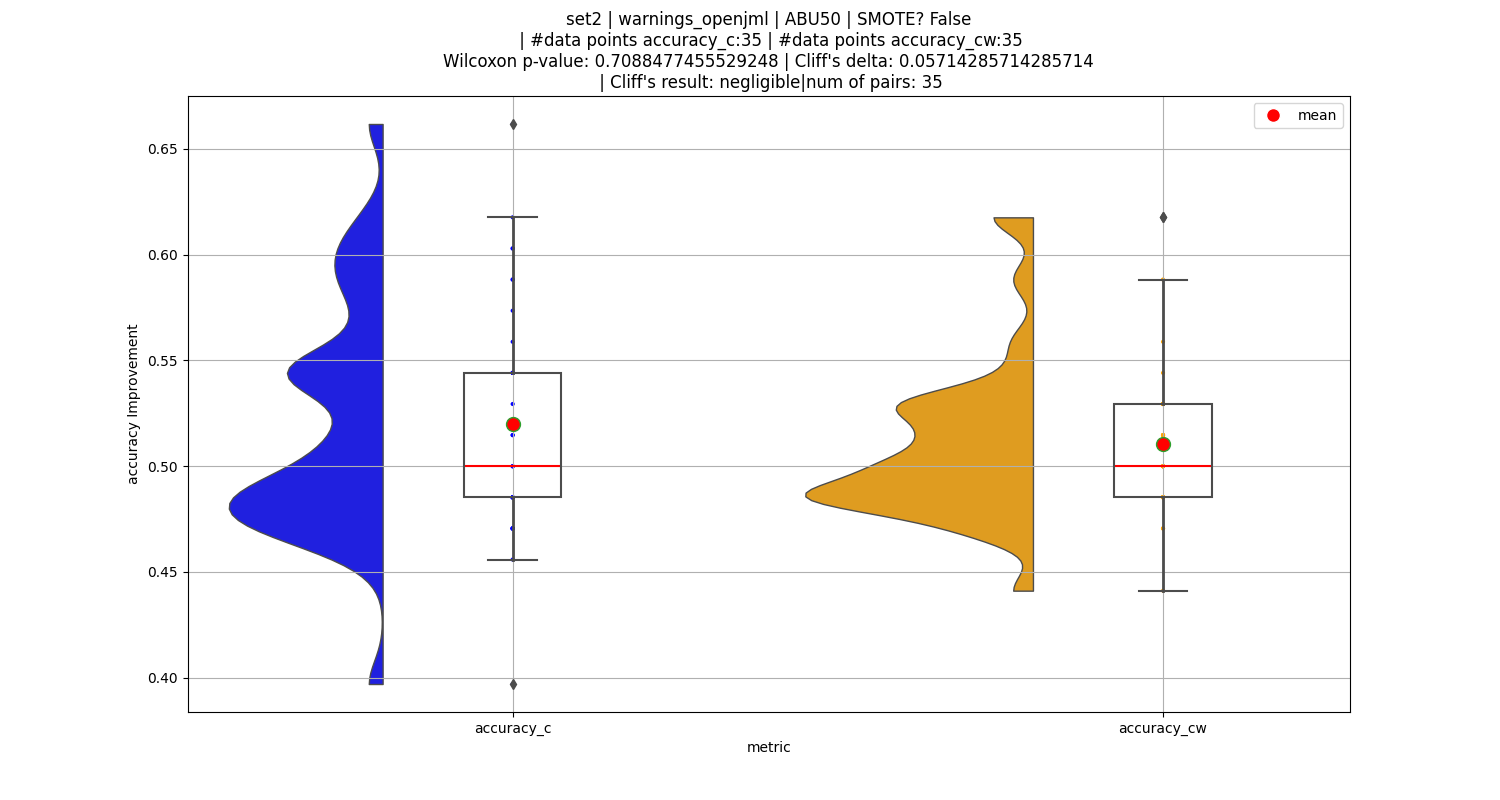 set2 | warnings_openjml | ABU50 | SMOTE? False
| #data points accuracy_c:35 | #data points accuracy_cw:35
Wilcoxon p-value: 0.7088477455529248 | Cliff's delta: 0.05714285714285714
| Cliff's result: negligible|num of pairs: 35
mean
0.65
0.60
0.55
0.50
0.45
0.40
accuracy Improvement
accuracy_c
accuracy_cw
metric